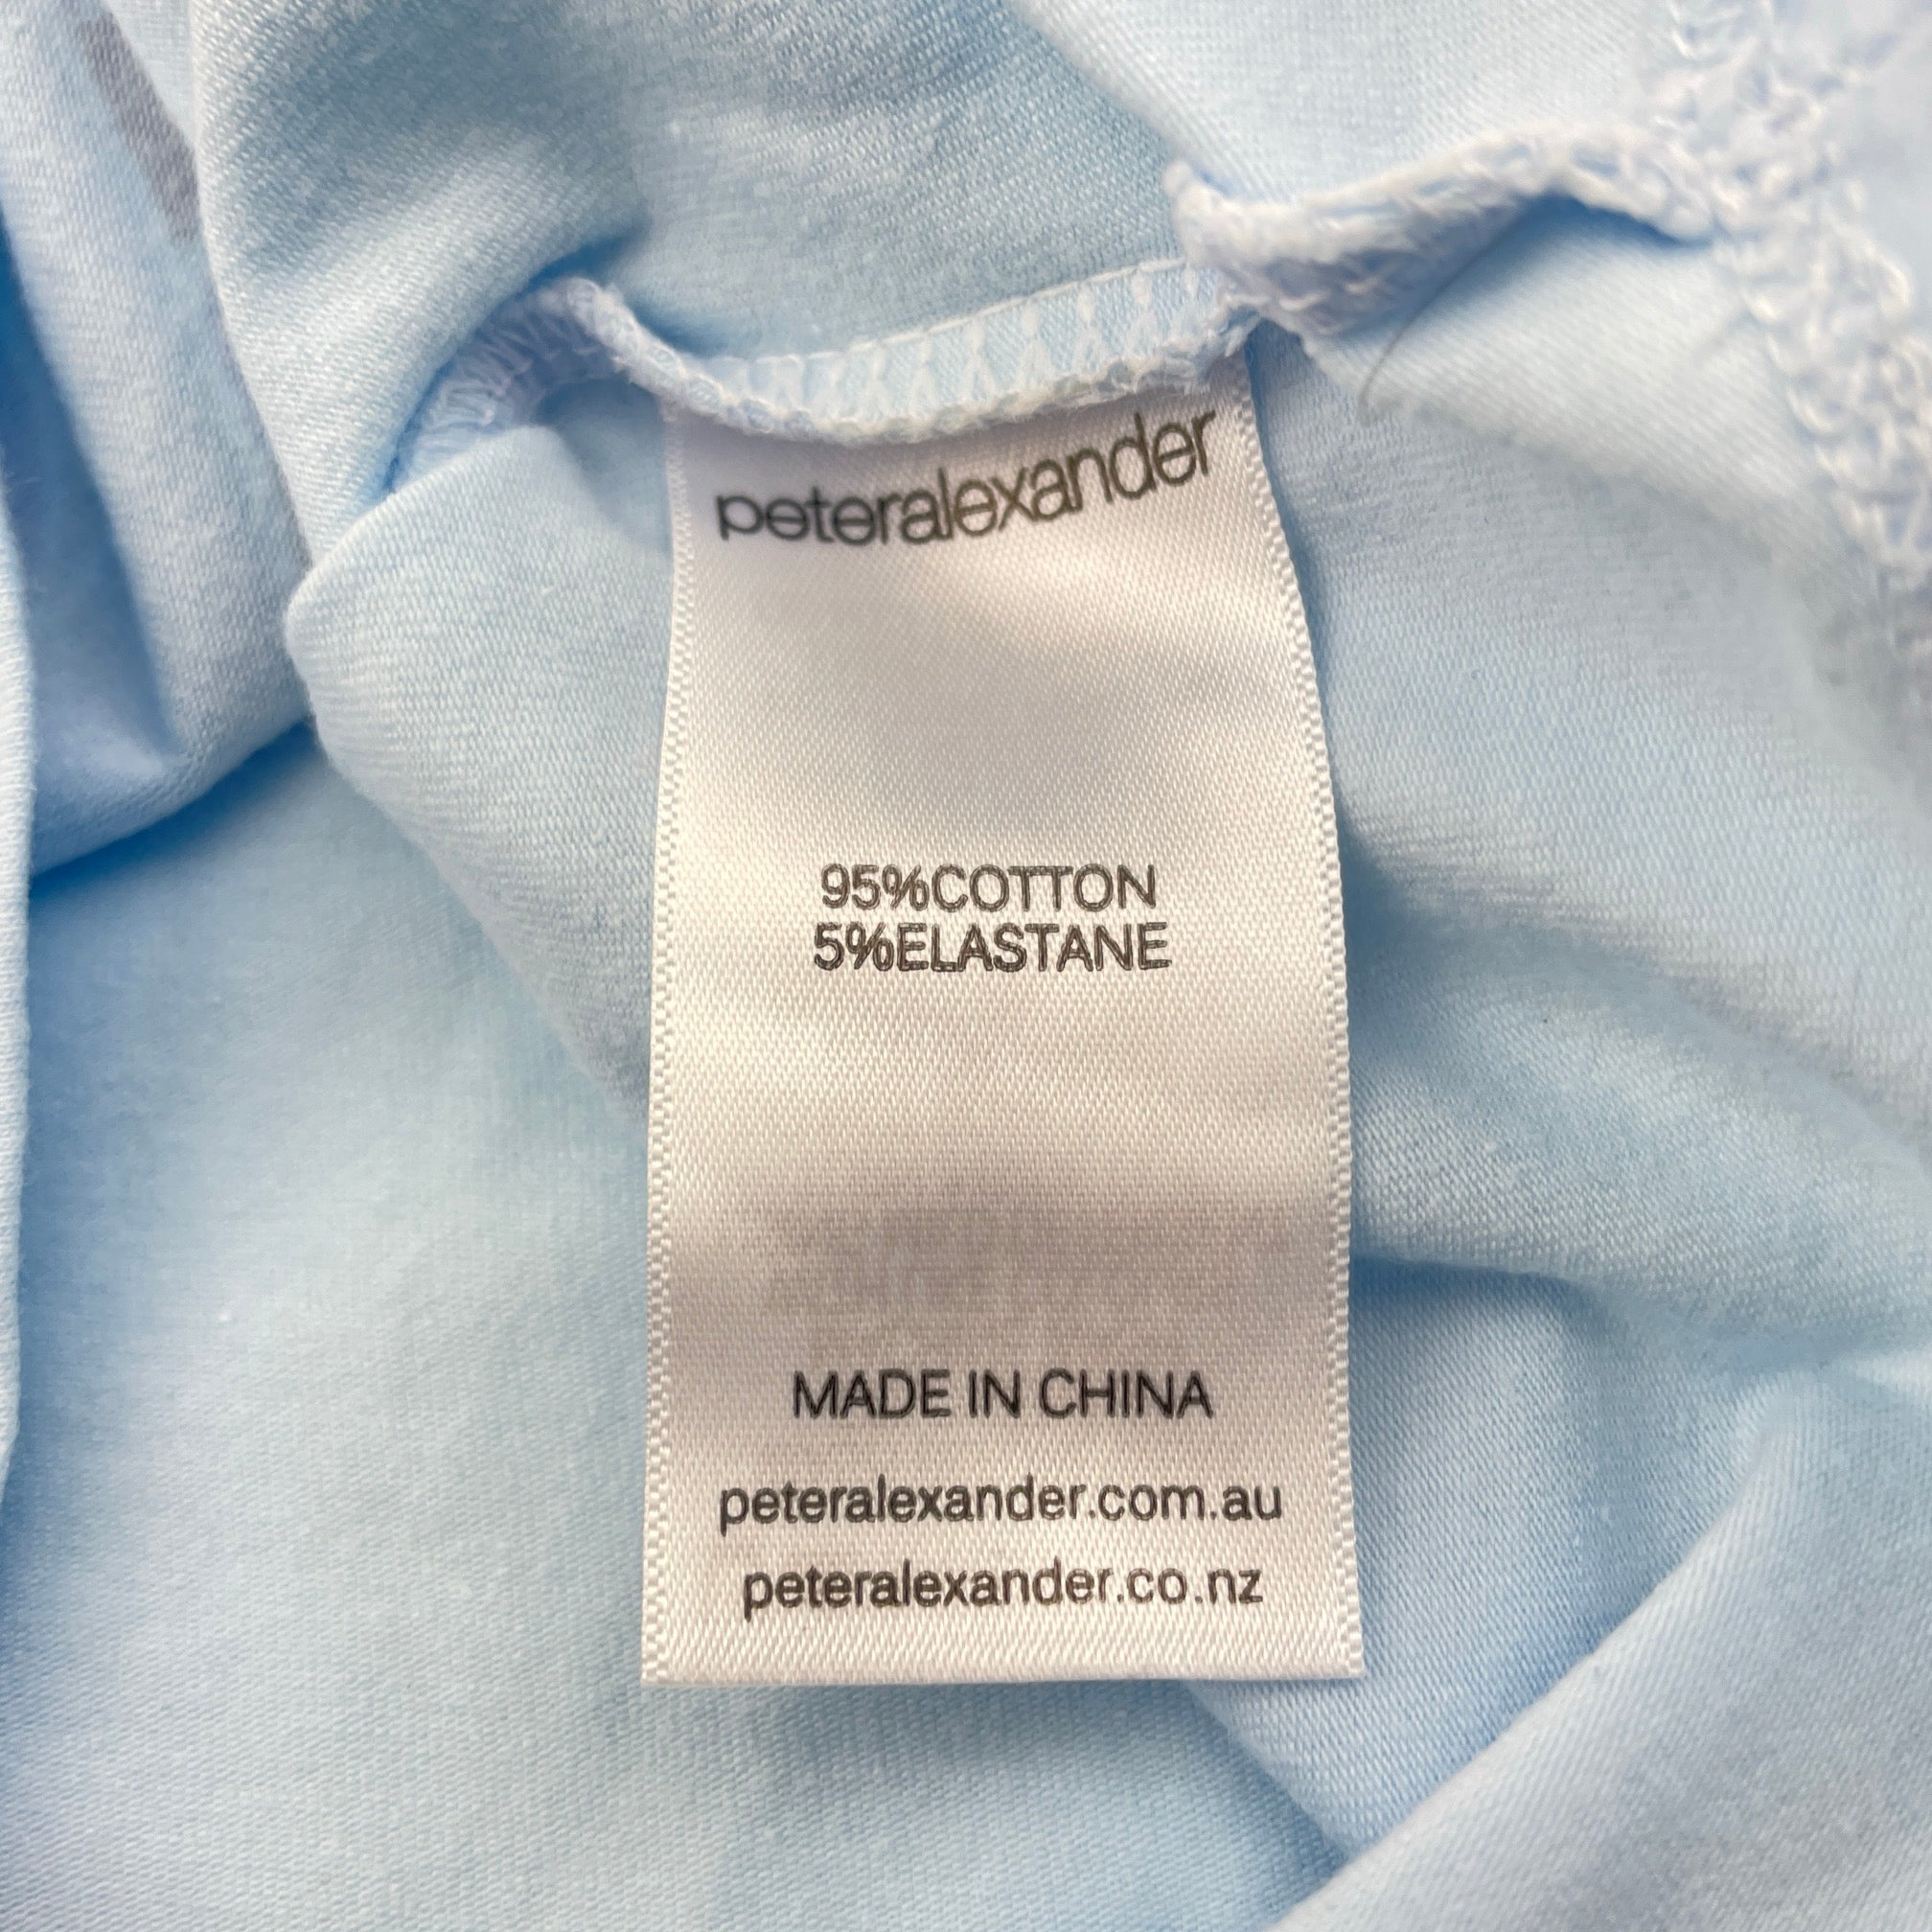 peteralexander
95%COTTON
5%ELASTANE
MADE IN CHINA
peteralexander.com.au
peteralexander.co.nz